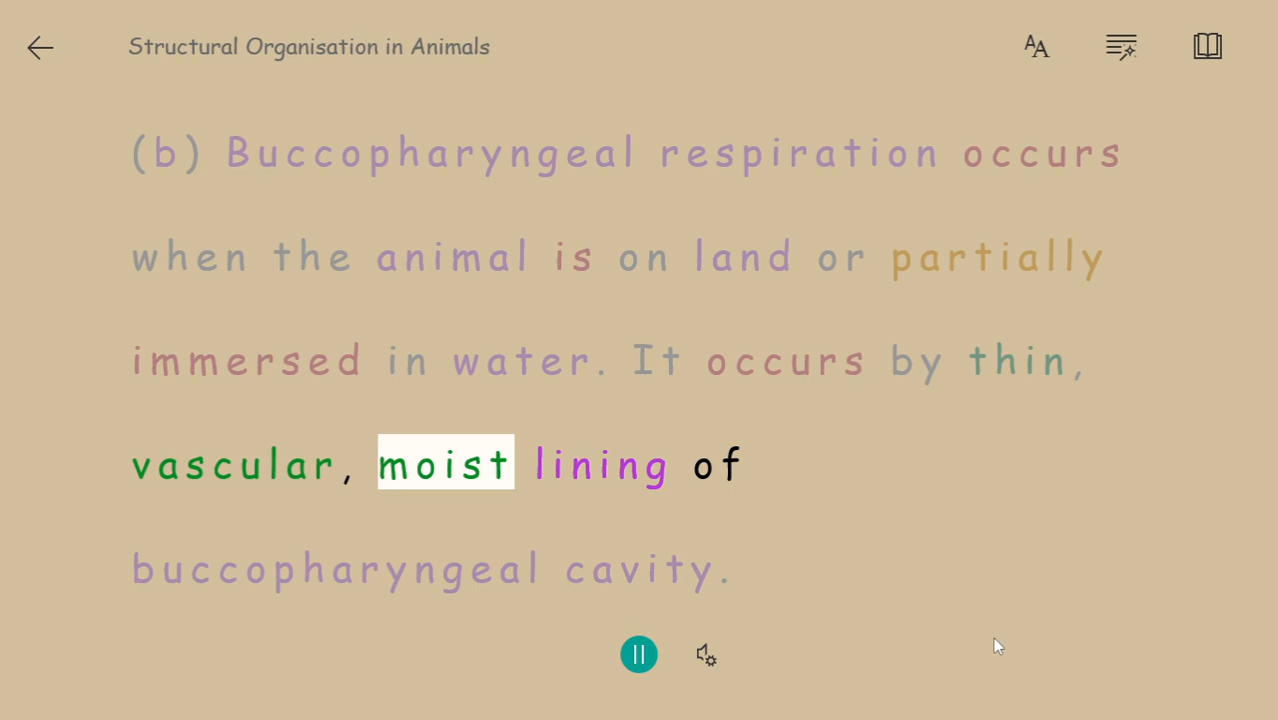 Structural Organisation in Animals
(b) Buccopharyngeal respiration occurs
when the animal is on land or partially
immersed in water. It occurs by thin,
vascular, moist lining of
buccopharyngeal cavity.